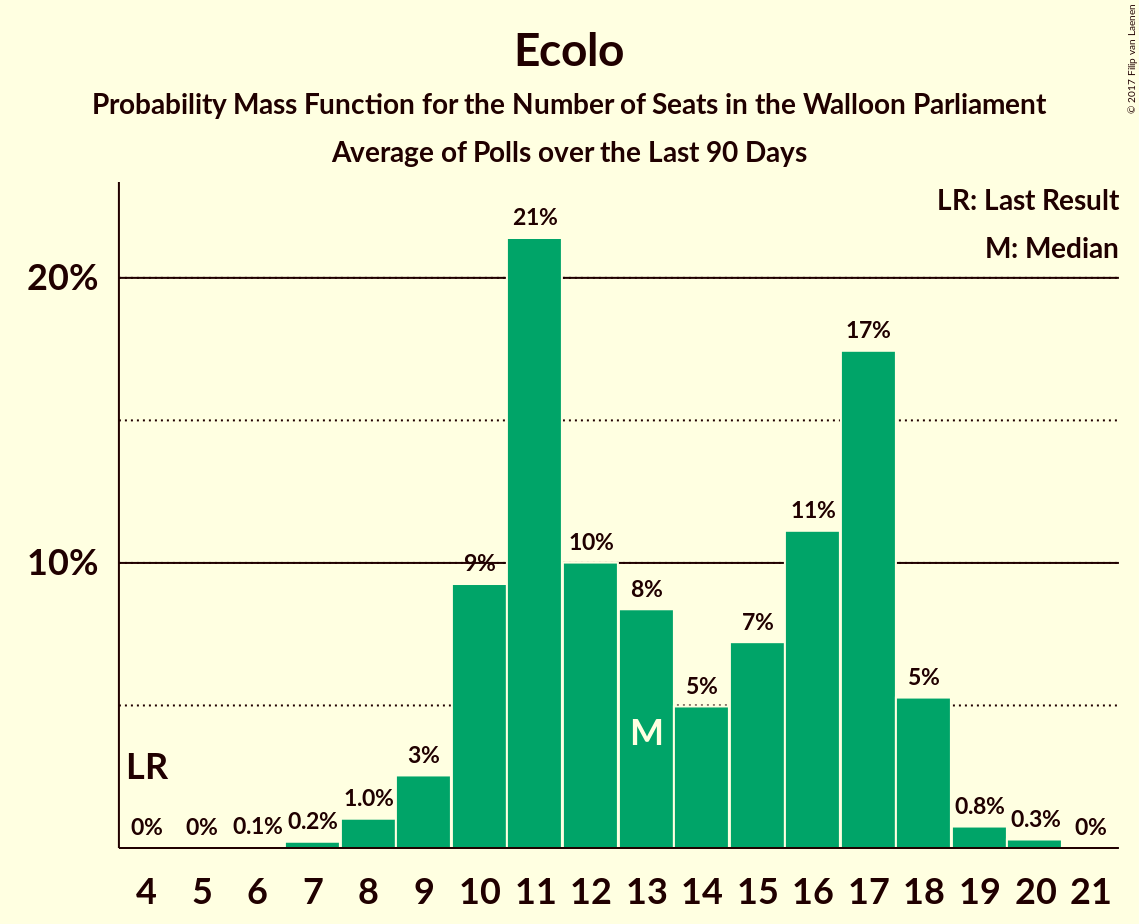 Ecolo
Probability Mass Function for the Number of Seats in the Walloon Parliament
Average of Polls over the Last 90 Days
© 2017 Filip van Laenen
LR: Last Result
M: Median
20%
10%
LR
0%
0%
0.1%
0.2%
1.0%
3%
9%
21%
10%
8%
M
5%
7%
11%
17%
5%
0.8%
0.3%
0%
4 5 6 7 8 9 10 11 12 13 14 15 16 17 18 19 20 21